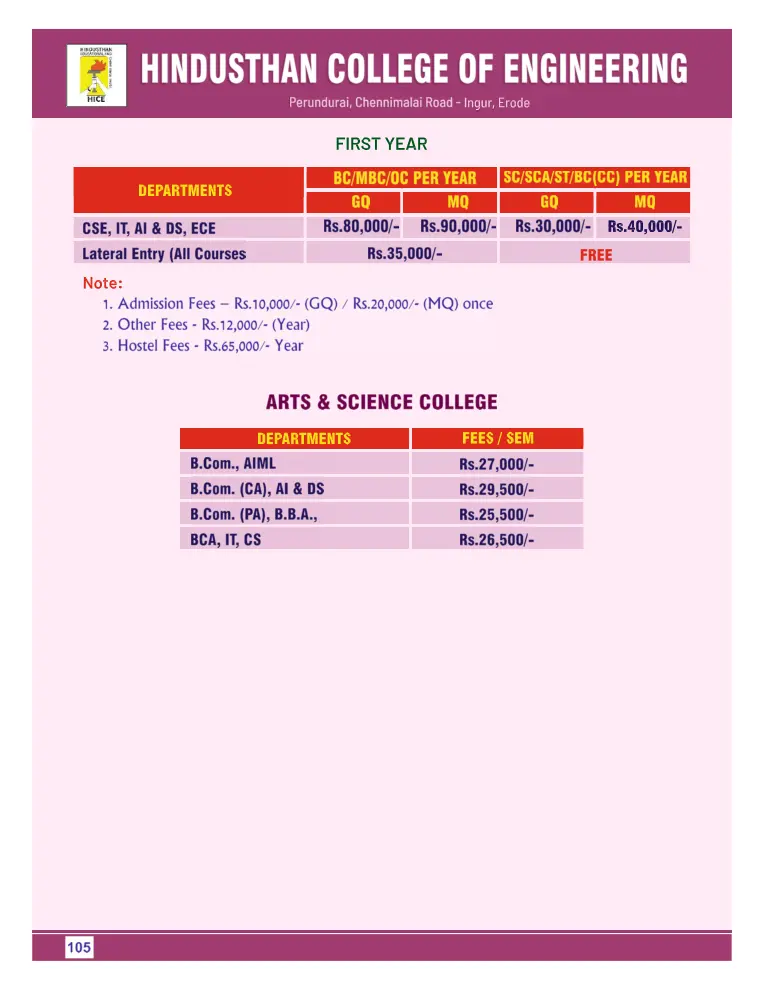 HINDUSTHAN
EDUCATIONAL AND
HICE
HINDUSTHAN COLLEGE OF ENGINEERING
Perundurai, Chennimalai Road - Ingur, Erode
FIRST YEAR
DEPARTMENTS BC/MBC/OC PER YEAR SC/SCA/ST/BC(CC) PER YEAR
GQ MQ GQ MQ
CSE, IT, AI & DS, ECE Rs.80,000/- Rs.90,000/- Rs.30,000/- Rs.40,000/-
Lateral Entry (All Courses Rs.35,000/- FREE
Note:
1. Admission Fees – Rs.10,000/- (GQ) / Rs.20,000/- (MQ) once
2. Other Fees - Rs.12,000/- (Year)
3. Hostel Fees - Rs.65,000/- Year
ARTS & SCIENCE COLLEGE
DEPARTMENTS FEES / SEM
B.Com., AIML Rs.27,000/-
B.Com. (CA), AI & DS Rs.29,500/-
B.Com. (PA), B.B.A., Rs.25,500/-
BCA, IT, CS Rs.26,500/-
105